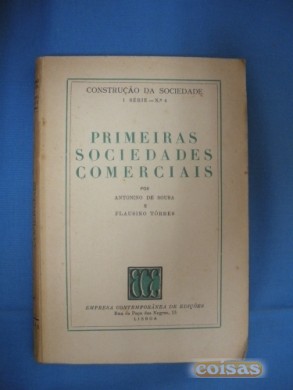 CONSTRUÇÃO DA SOCIEDADE
1 SÉRIE — N.º 4
PRIMEIRAS
SOCIEDADES
COMERCIAIS
POR
ANTONINO DE SOUSA
E
FLAUSINO TÔRRES
EMPRESA CONTEMPORÂNEA DE EDIÇÕES
LISBOA
coisas